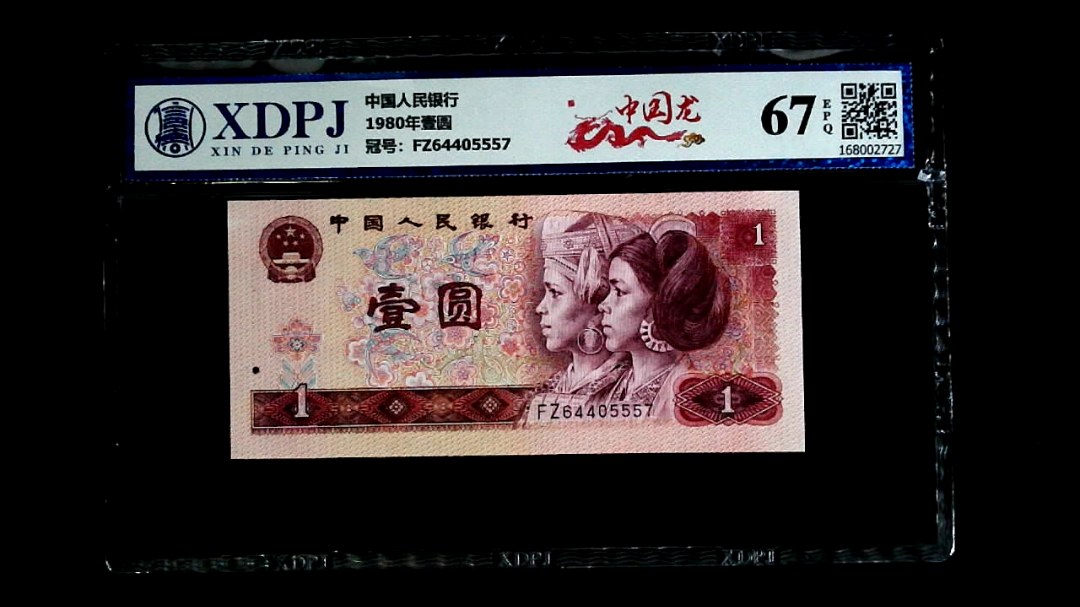 XDPJ
XIN DE PING JI
中国人民银行
1980年壹圆
冠号：FZ64405557
中国龙
67
EPQ
168002727
中国人民银行
1
壹圆
1
FZ64405557
1
XDPJ
XDPJ
XDPJ